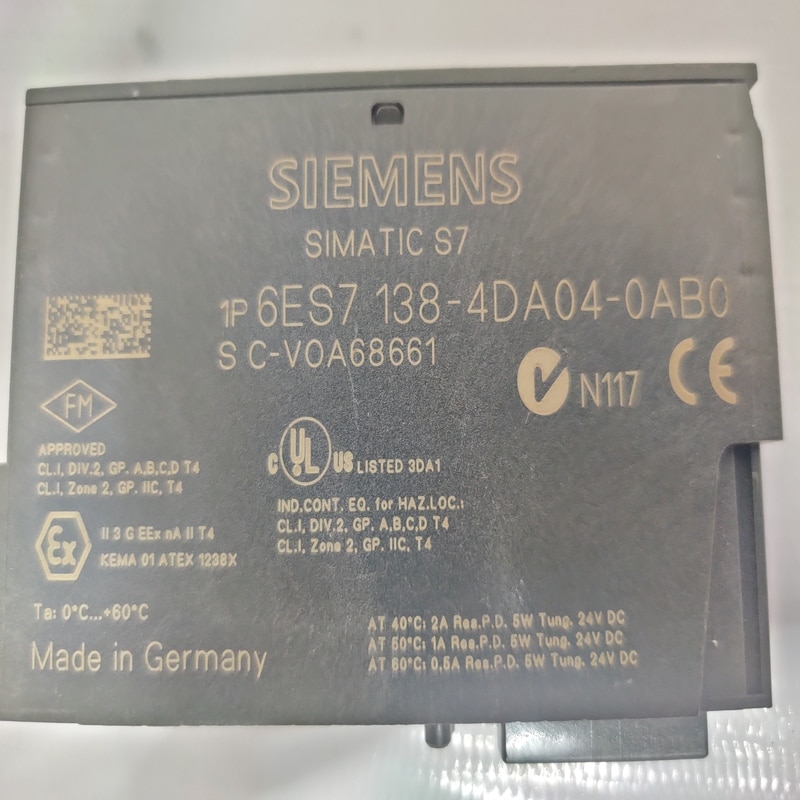 SIEMENS
SIMATIC S7
1P 6ES7 138-4DA04-0AB0
S C-V0A68661
N117 CE
FM
APPROVED
CL.I, DIV.2, GP. A,B,C,D T4
CL.I, Zone 2, GP. IIC, T4
C UL US LISTED 3DA1
IND.CONT. EQ. for HAZ.LOC.:
CL.I, DIV.2, GP. A,B,C,D T4
CL.I, Zone 2, GP. IIC, T4
Ex II 3 G EEx nA II T4
KEMA 01 ATEX 1238X
Ta: 0°C...+60°C
AT 40°C: 2A Res.P.D. 5W Tung. 24V DC
AT 50°C: 1A Res.P.D. 5W Tung. 24V DC
AT 60°C: 0,5A Res.P.D. 5W Tung. 24V DC
Made in Germany